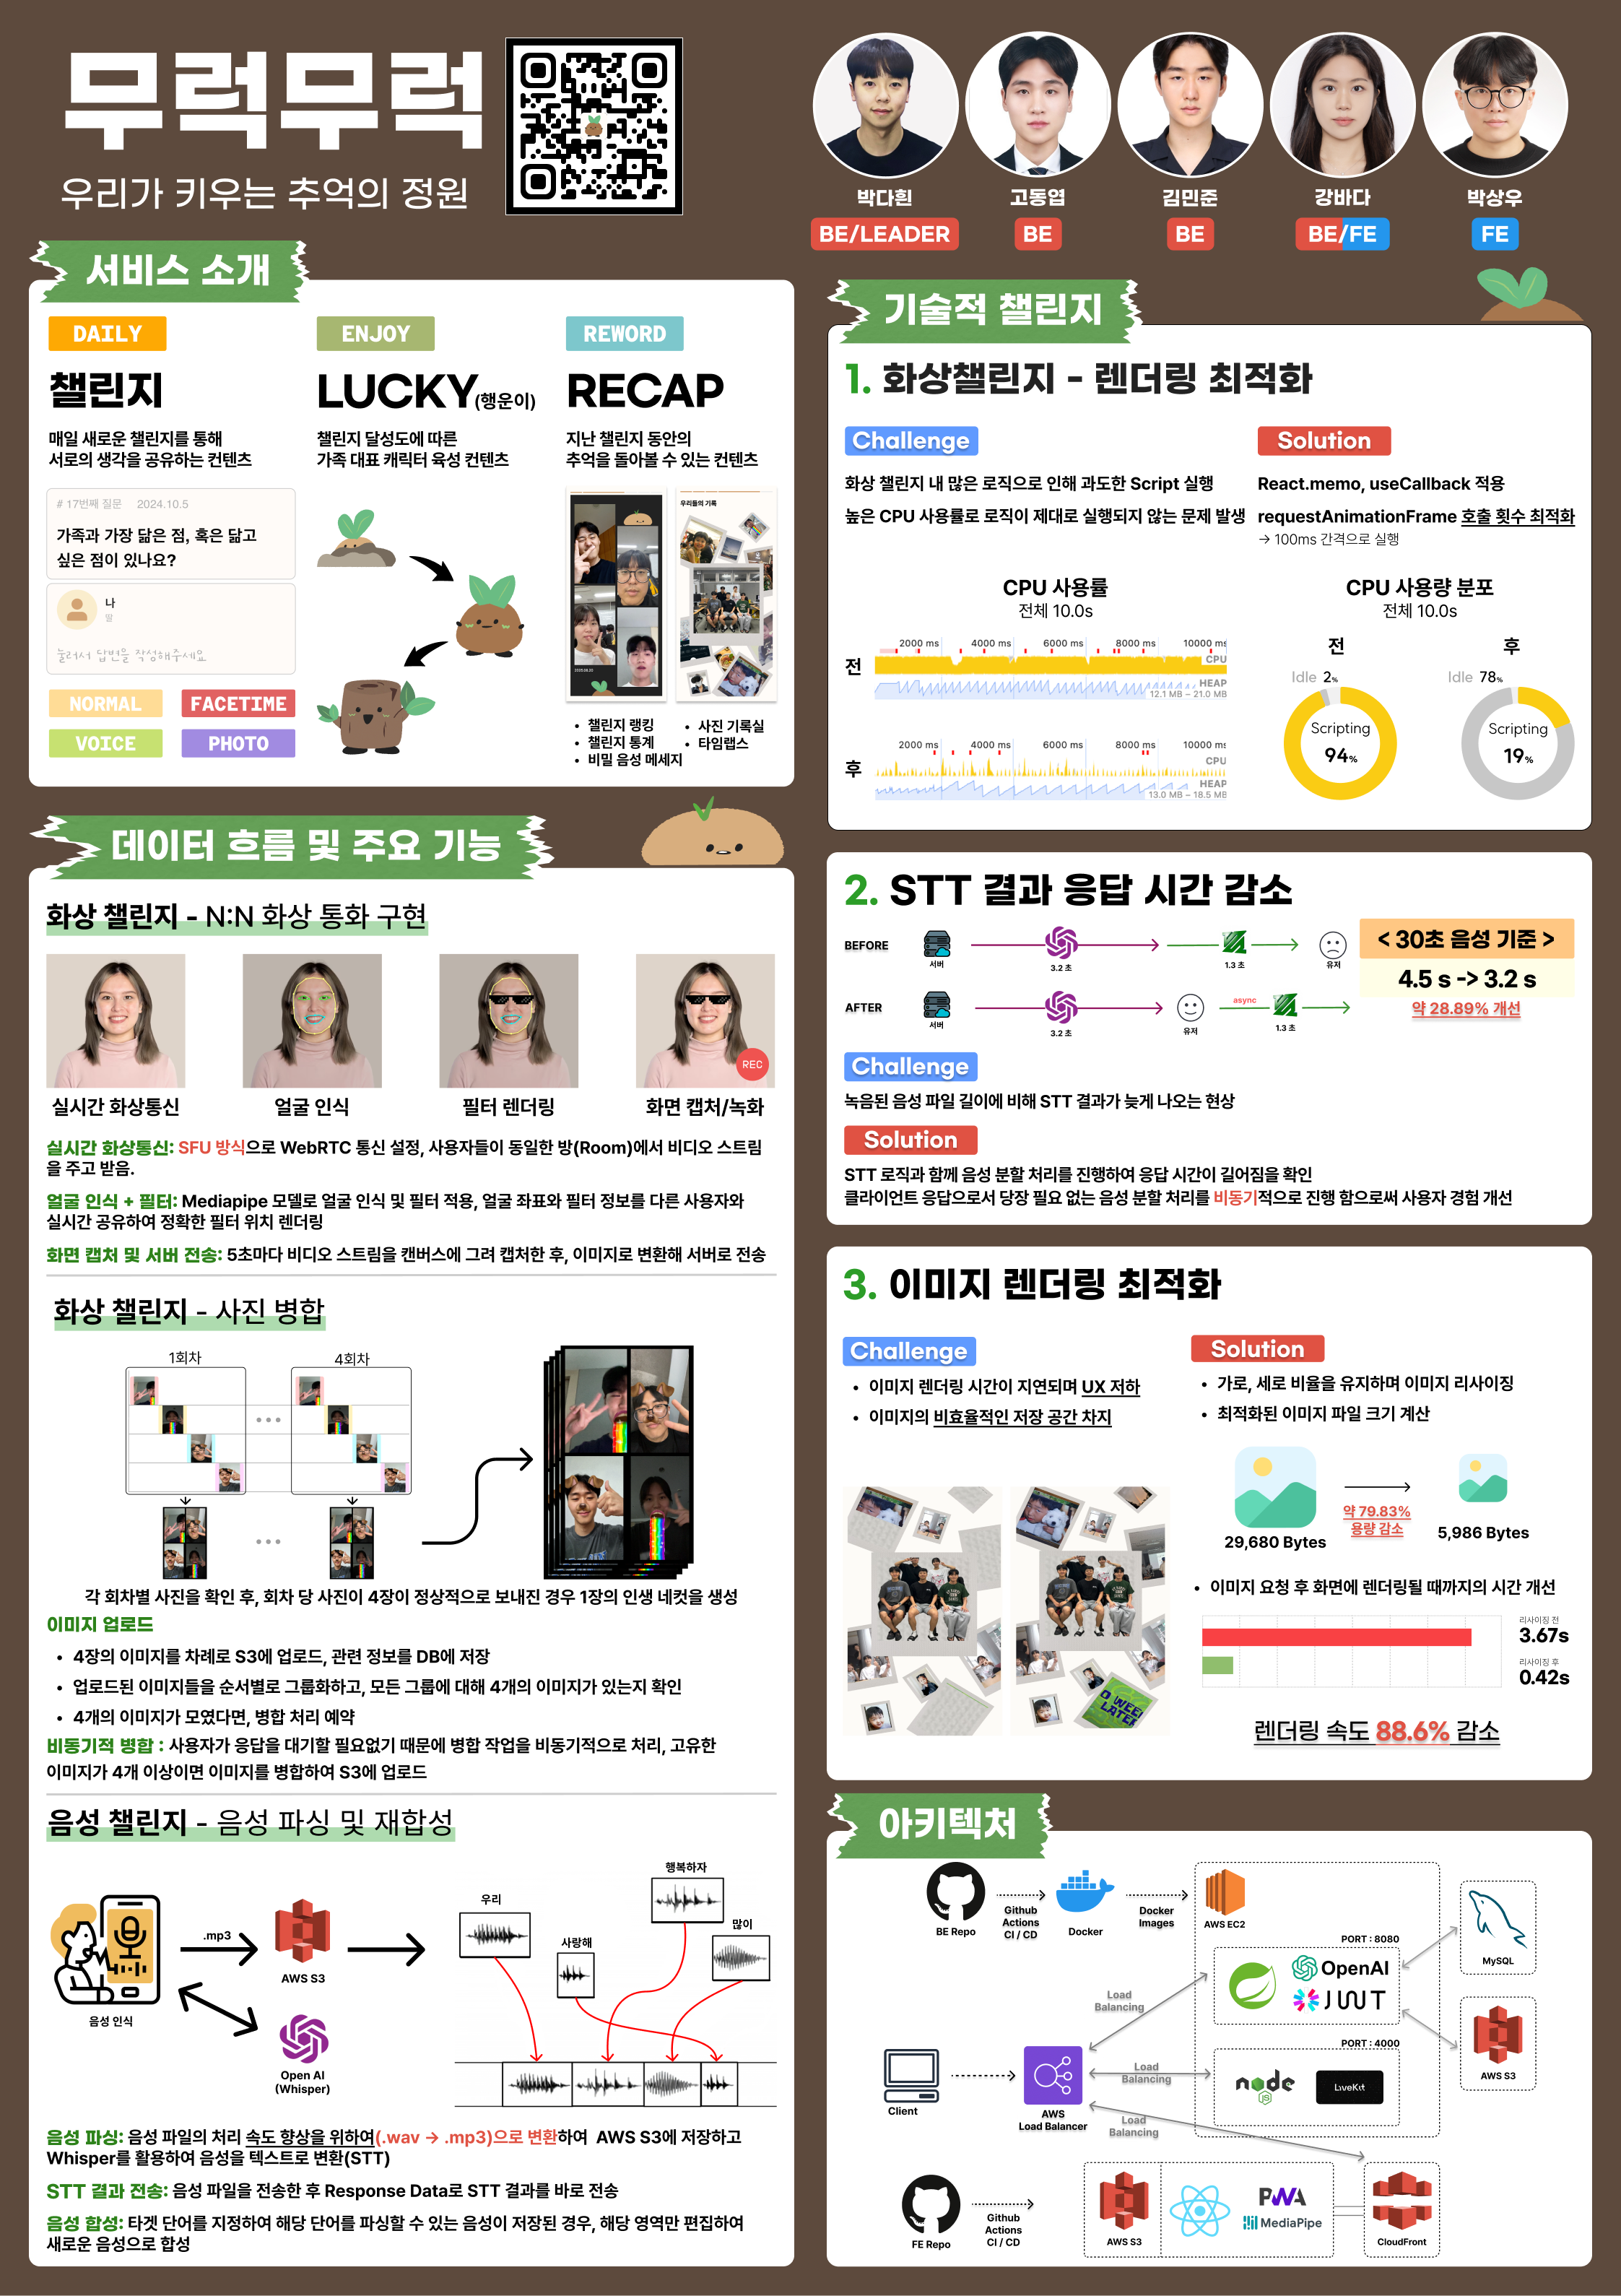 무럭무럭
우리가 키우는 추억의 정원
박다흰
고동엽
김민준
강바다
박상우
BE/LEADER
BE
BE
BE/FE
FE
서비스 소개
DAILY
챌린지
매일 새로운 챌린지를 통해
서로의 생각을 공유하는 컨텐츠
# 17번째 질문 2024.10.5
가족과 가장 닮은 점, 혹은 닮고
싶은 점이 있나요?
나
딸
눌러서 답변을 작성해주세요
NORMAL
FACETIME
VOICE
PHOTO
ENJOY
LUCKY(행운이)
챌린지 달성도에 따른
가족 대표 캐릭터 육성 컨텐츠
REWORD
RECAP
지난 챌린지 동안의
추억을 돌아볼 수 있는 컨텐츠
우리들의 기록
• 챌린지 랭킹
• 챌린지 통계
• 비밀 음성 메세지
• 사진 기록실
• 타임랩스
데이터 흐름 및 주요 기능
화상 챌린지 - N:N 화상 통화 구현
REC
실시간 화상통신
얼굴 인식
필터 렌더링
화면 캡처/녹화
실시간 화상통신: SFU 방식으로 WebRTC 통신 설정, 사용자들이 동일한 방(Room)에서 비디오 스트림
을 주고 받음.
얼굴 인식 + 필터: Mediapipe 모델로 얼굴 인식 및 필터 적용, 얼굴 좌표와 필터 정보를 다른 사용자와
실시간 공유하여 정확한 필터 위치 렌더링
화면 캡처 및 서버 전송: 5초마다 비디오 스트림을 캔버스에 그려 캡처한 후, 이미지로 변환해 서버로 전송
화상 챌린지 - 사진 병합
1회차
4회차
각 회차별 사진을 확인 후, 회차 당 사진이 4장이 정상적으로 보내진 경우 1장의 인생 네컷을 생성
이미지 업로드
• 4장의 이미지를 차례로 S3에 업로드, 관련 정보를 DB에 저장
• 업로드된 이미지들을 순서별로 그룹화하고, 모든 그룹에 대해 4개의 이미지가 있는지 확인
• 4개의 이미지가 모였다면, 병합 처리 예약
비동기적 병합 : 사용자가 응답을 대기할 필요없기 때문에 병합 작업을 비동기적으로 처리, 고유한
이미지가 4개 이상이면 이미지를 병합하여 S3에 업로드
음성 챌린지 - 음성 파싱 및 재합성
음성 인식
.mp3
AWS S3
Open AI
(Whisper)
우리
사랑해
행복하자
많이
음성 파싱: 음성 파일의 처리 속도 향상을 위하여(.wav → .mp3)으로 변환하여 AWS S3에 저장하고
Whisper를 활용하여 음성을 텍스트로 변환(STT)
STT 결과 전송: 음성 파일을 전송한 후 Response Data로 STT 결과를 바로 전송
음성 합성: 타겟 단어를 지정하여 해당 단어를 파싱할 수 있는 음성이 저장된 경우, 해당 영역만 편집하여
새로운 음성으로 합성
기술적 챌린지
1. 화상챌린지 - 렌더링 최적화
Challenge
화상 챌린지 내 많은 로직으로 인해 과도한 Script 실행
높은 CPU 사용률로 로직이 제대로 실행되지 않는 문제 발생
Solution
React.memo, useCallback 적용
requestAnimationFrame 호출 횟수 최적화
→ 100ms 간격으로 실행
CPU 사용률
전체 10.0s
전
2000 ms 4000 ms 6000 ms 8000 ms 10000 ms
CPU
HEAP
12.1 MB – 21.0 MB
후
2000 ms 4000 ms 6000 ms 8000 ms 10000 ms
CPU
HEAP
13.0 MB – 18.5 MB
CPU 사용량 분포
전체 10.0s
전
Idle 2%
Scripting
94%
후
Idle 78%
Scripting
19%
2. STT 결과 응답 시간 감소
BEFORE
서버
3.2 초
1.3 초
유저
AFTER
서버
3.2 초
유저
async
1.3 초
< 30초 음성 기준 >
4.5 s -> 3.2 s
약 28.89% 개선
Challenge
녹음된 음성 파일 길이에 비해 STT 결과가 늦게 나오는 현상
Solution
STT 로직과 함께 음성 분할 처리를 진행하여 응답 시간이 길어짐을 확인
클라이언트 응답으로서 당장 필요 없는 음성 분할 처리를 비동기적으로 진행 함으로써 사용자 경험 개선
3. 이미지 렌더링 최적화
Challenge
• 이미지 렌더링 시간이 지연되며 UX 저하
• 이미지의 비효율적인 저장 공간 차지
Solution
• 가로, 세로 비율을 유지하며 이미지 리사이징
• 최적화된 이미지 파일 크기 계산
29,680 Bytes
약 79.83%
용량 감소
5,986 Bytes
• 이미지 요청 후 화면에 렌더링될 때까지의 시간 개선
리사이징 전
3.67s
리사이징 후
0.42s
렌더링 속도 88.6% 감소
아키텍처
BE Repo
Github
Actions
CI / CD
Docker
Docker
Images
AWS EC2
PORT : 8080
OpenAI
JWT
MySQL
PORT : 4000
node
JS
LiveKit
AWS S3
Load
Balancing
Load
Balancing
Load
Balancing
Client
AWS
Load Balancer
FE Repo
Github
Actions
CI / CD
AWS S3
PWA
MediaPipe
CloudFront